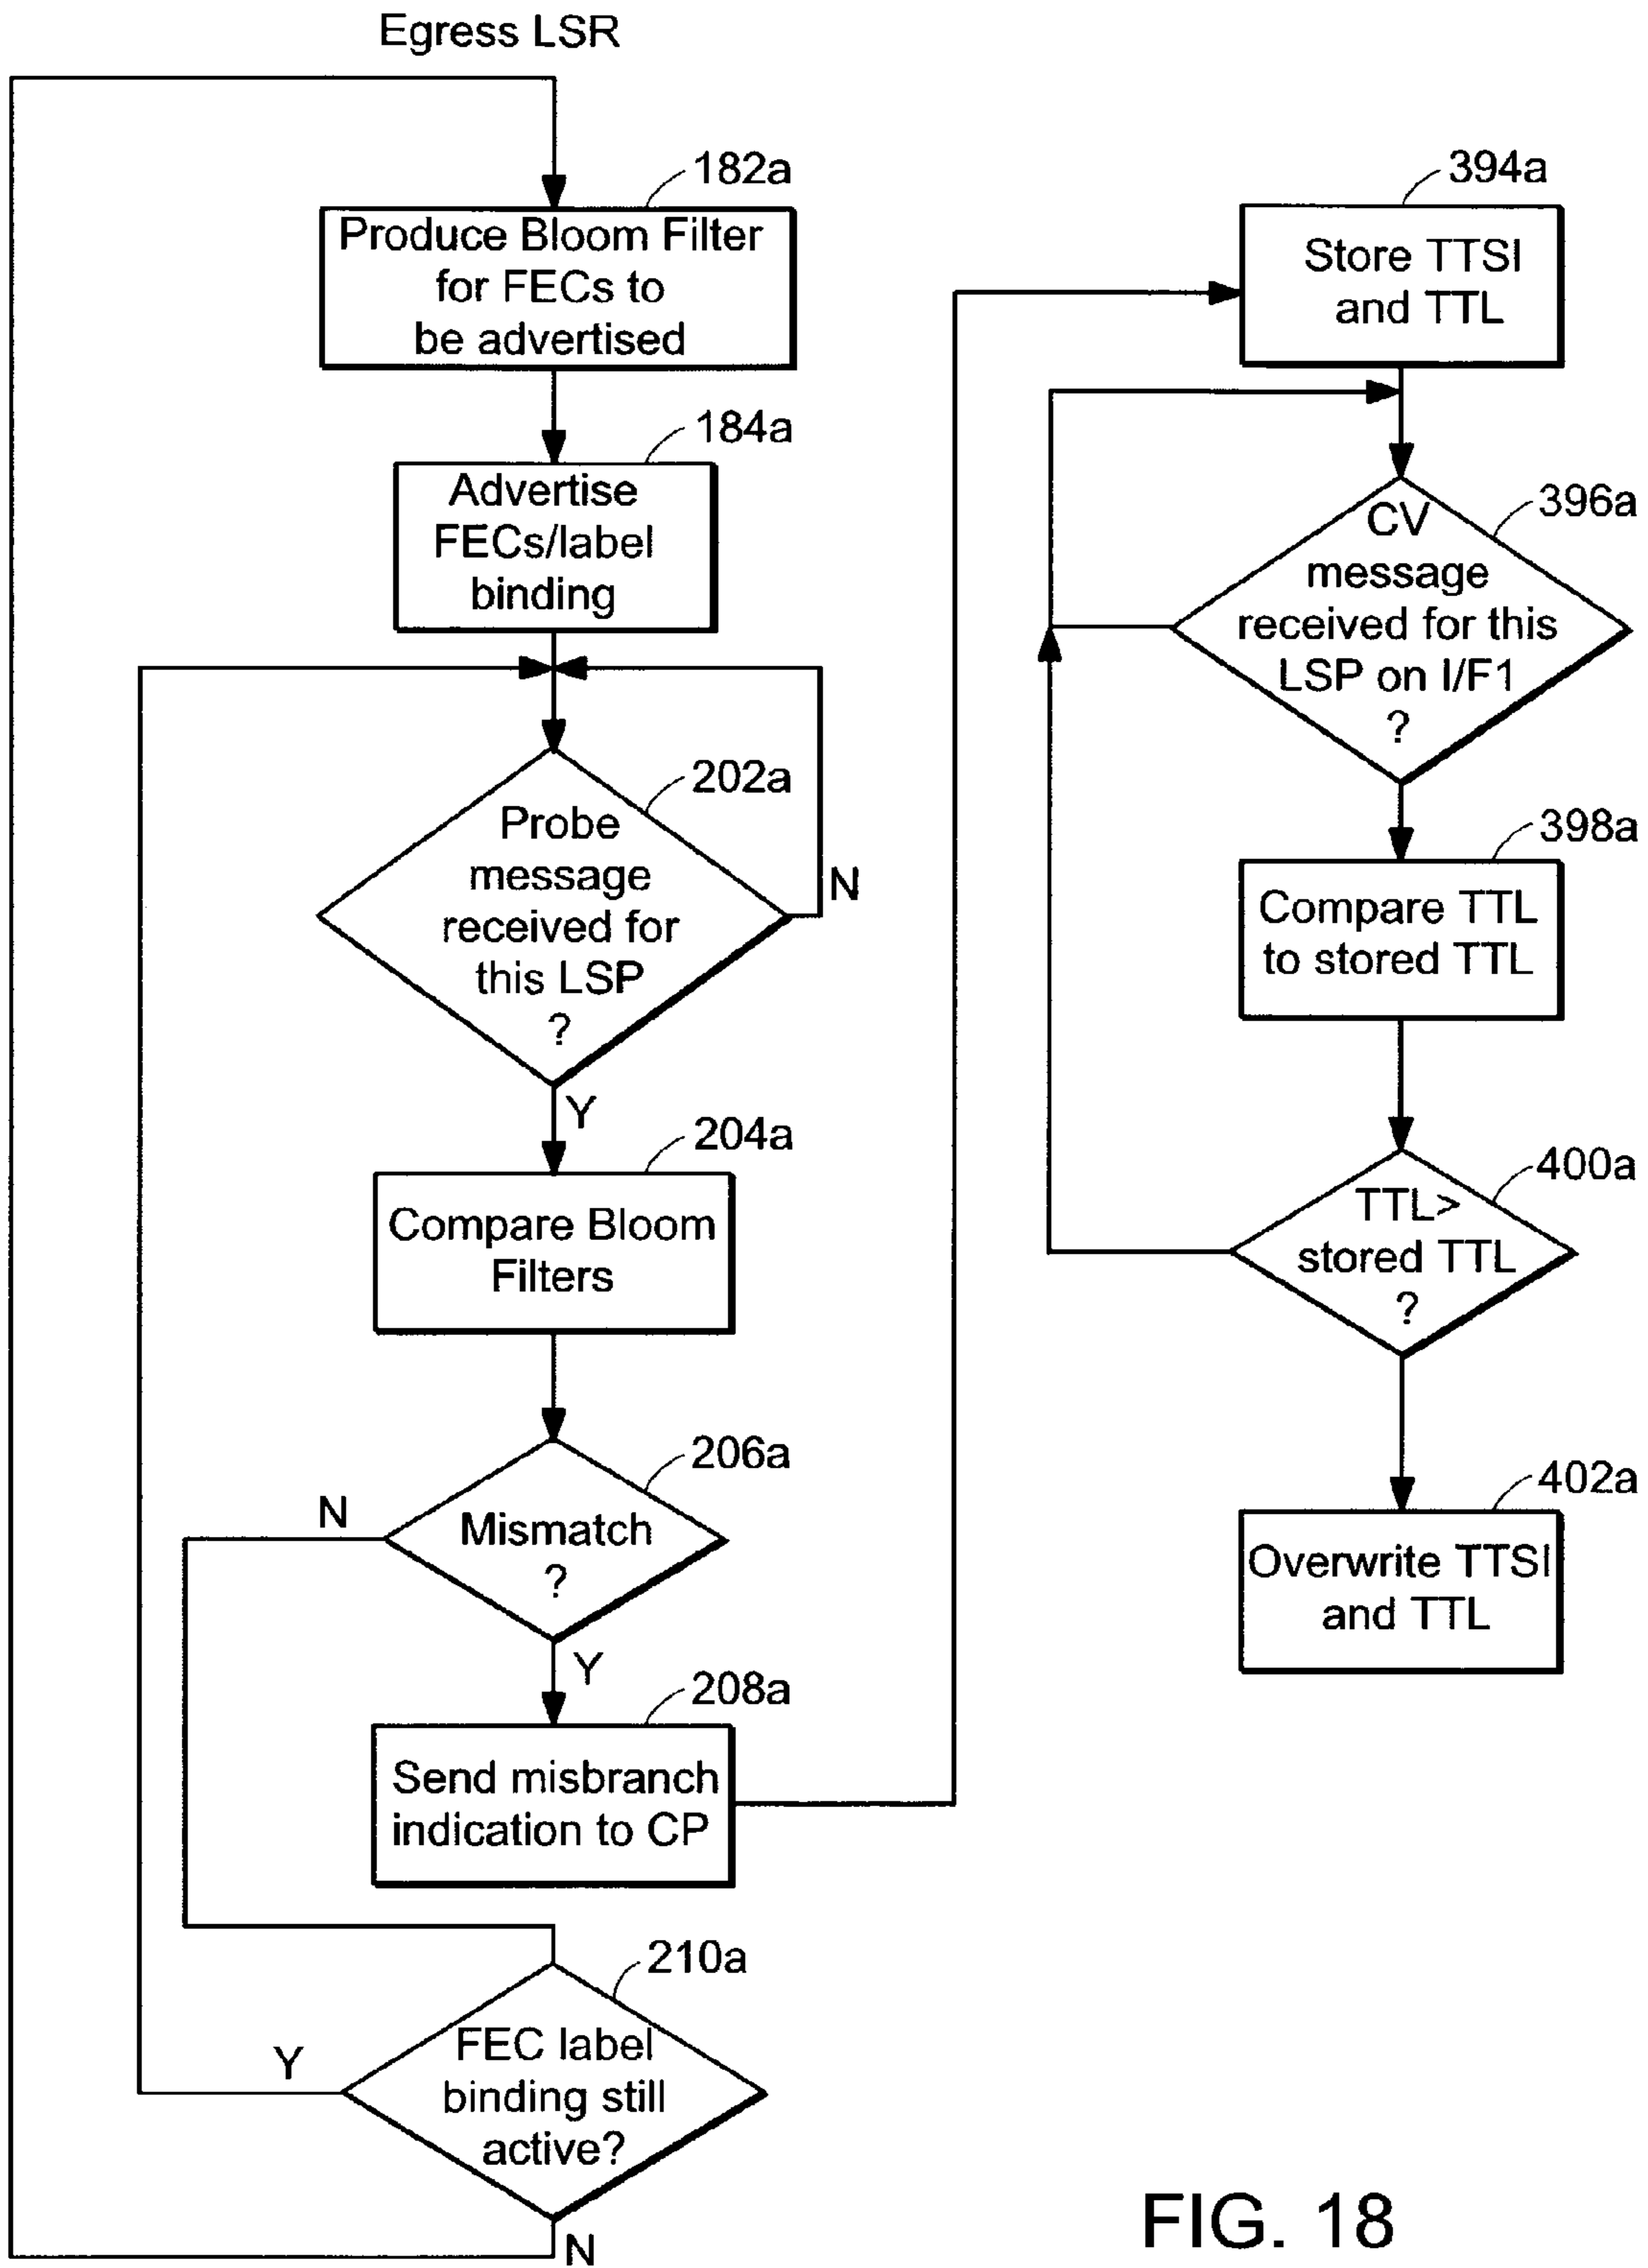 Egress LSR
182a
Produce Bloom Filter
for FECs to
be advertised
184a
Advertise
FECs/label
binding
202a
Probe
message
received for
this LSP
?
N
Y
204a
Compare Bloom
Filters
206a
Mismatch
?
N
Y
208a
Send misbranch
indication to CP
210a
FEC label
binding still
active?
Y
N
394a
Store TTSI
and TTL
396a
CV
message
received for this
LSP on I/F1
?
398a
Compare TTL
to stored TTL
400a
TTL>
stored TTL
?
402a
Overwrite TTSI
and TTL
FIG. 18